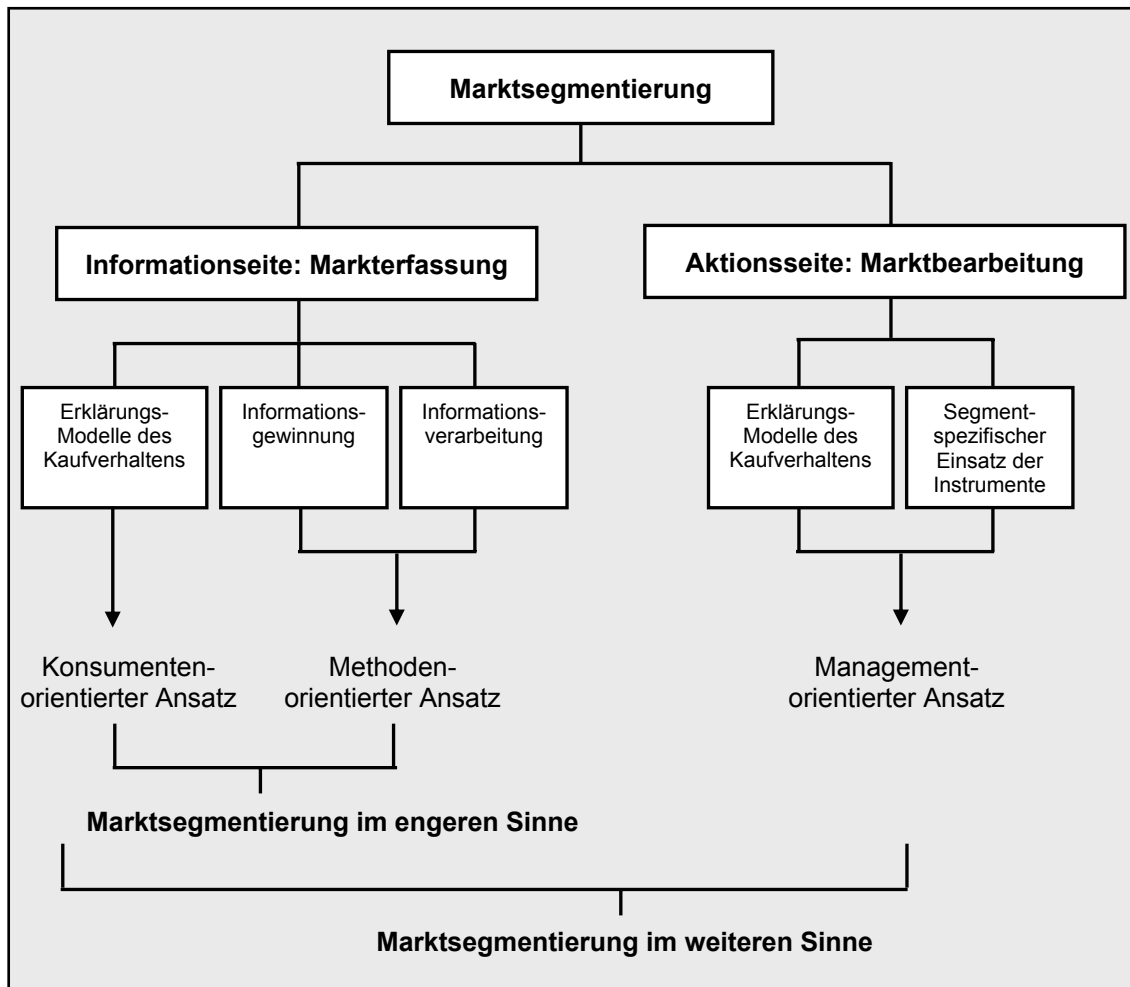 Marktsegmentierung
Informationseite: Markterfassung
Aktionsseite: Marktbearbeitung
Erklärungs-
Modelle des
Kaufverhaltens
Informations-
gewinnung
Informations-
verarbeitung
Erklärungs-
Modelle des
Kaufverhaltens
Segment-
spezifischer
Einsatz der
Instrumente
Konsumenten-
orientierter Ansatz
Methoden-
orientierter Ansatz
Management-
orientierter Ansatz
Marktsegmentierung im engeren Sinne
Marktsegmentierung im weiteren Sinne